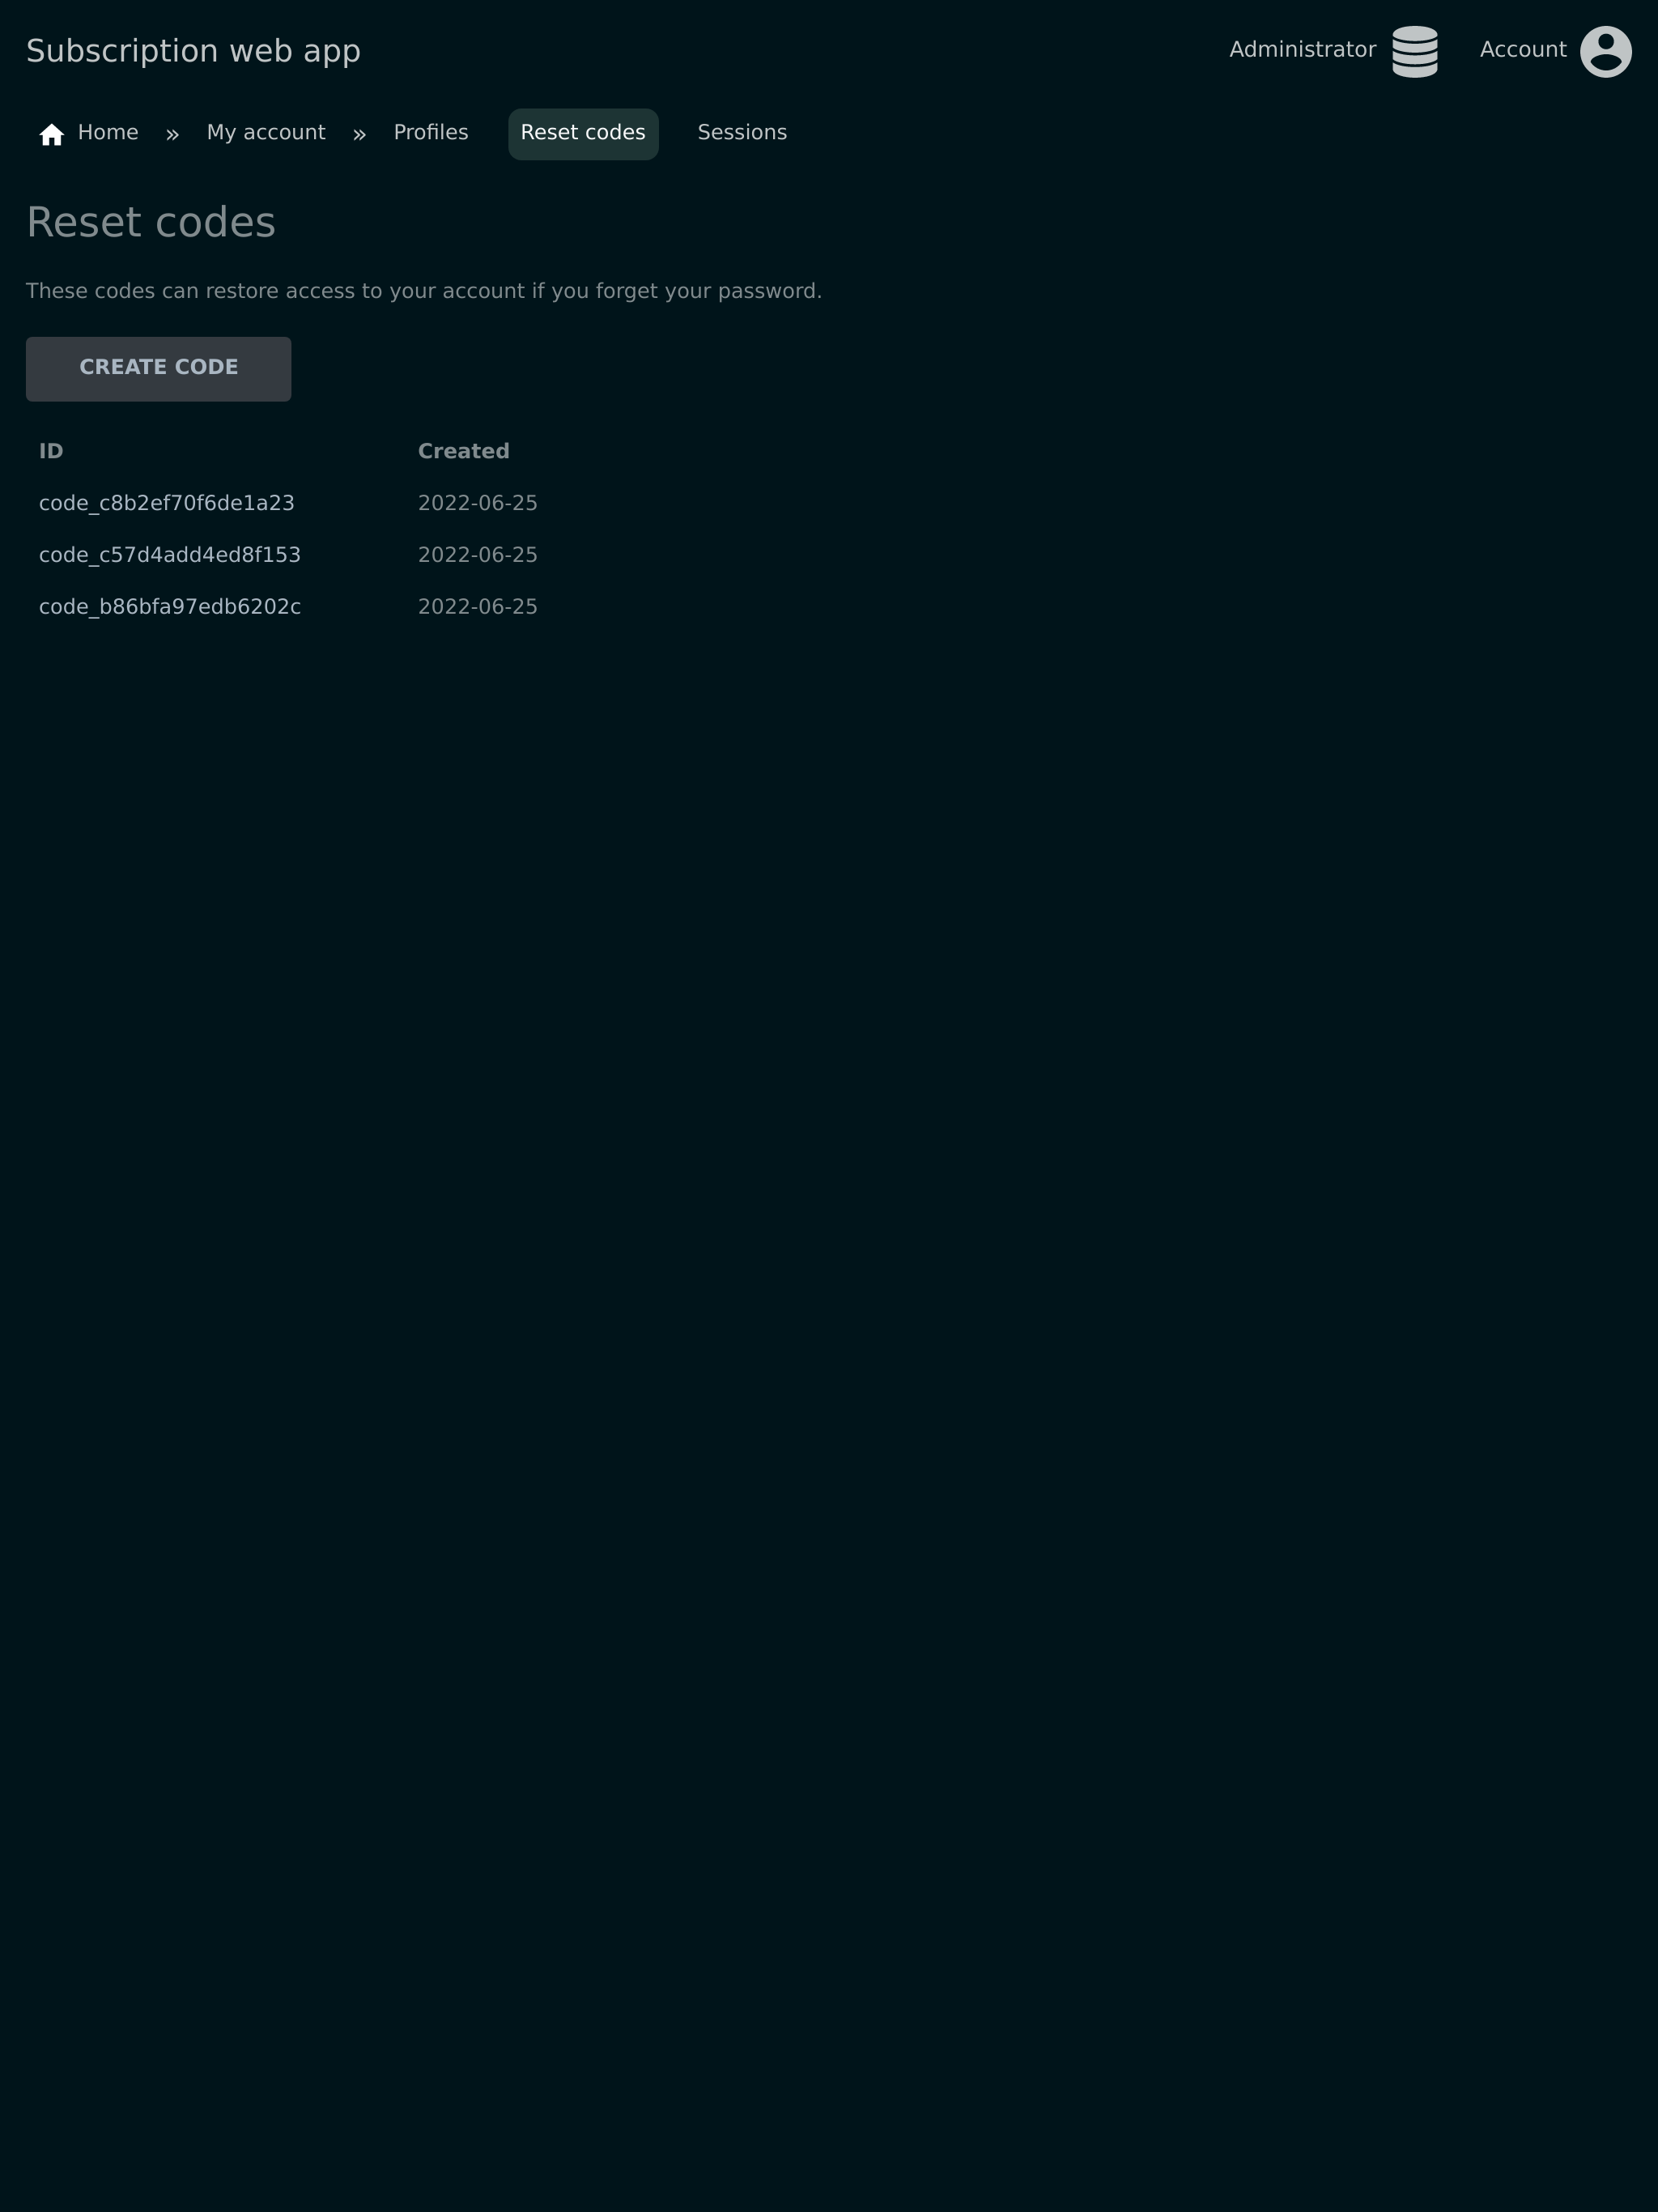 Subscription web app Administrator Account
Home » My account » Profiles Reset codes Sessions
Reset codes
These codes can restore access to your account if you forget your password.
CREATE CODE
ID Created
code_c8b2ef70f6de1a23 2022-06-25
code_c57d4add4ed8f153 2022-06-25
code_b86bfa97edb6202c 2022-06-25